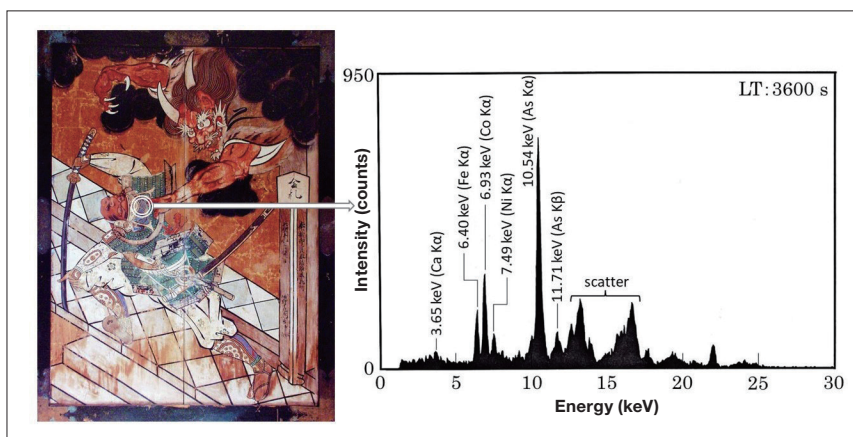 950
LT: 3600 s
Intensity (counts)
3.65 keV (Ca Kα)
6.40 keV (Fe Kα)
6.93 keV (Co Kα)
7.49 keV (Ni Kα)
10.54 keV (As Kα)
11.71 keV (As Kβ)
scatter
0
0 5 10 15 20 25 30
Energy (keV)
金札